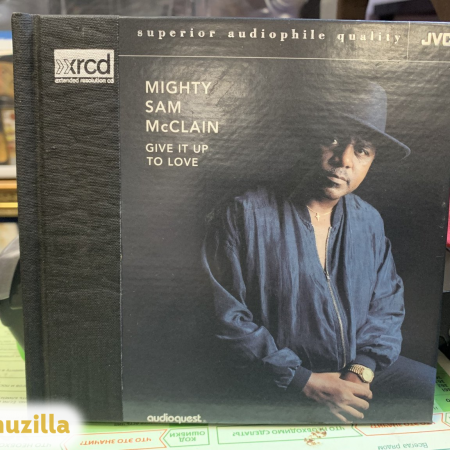 superior audiophile quality
JVC
xrcd
extended resolution cd
MIGHTY
SAM
McCLAIN
GIVE IT UP
TO LOVE
audioquest
uzilla